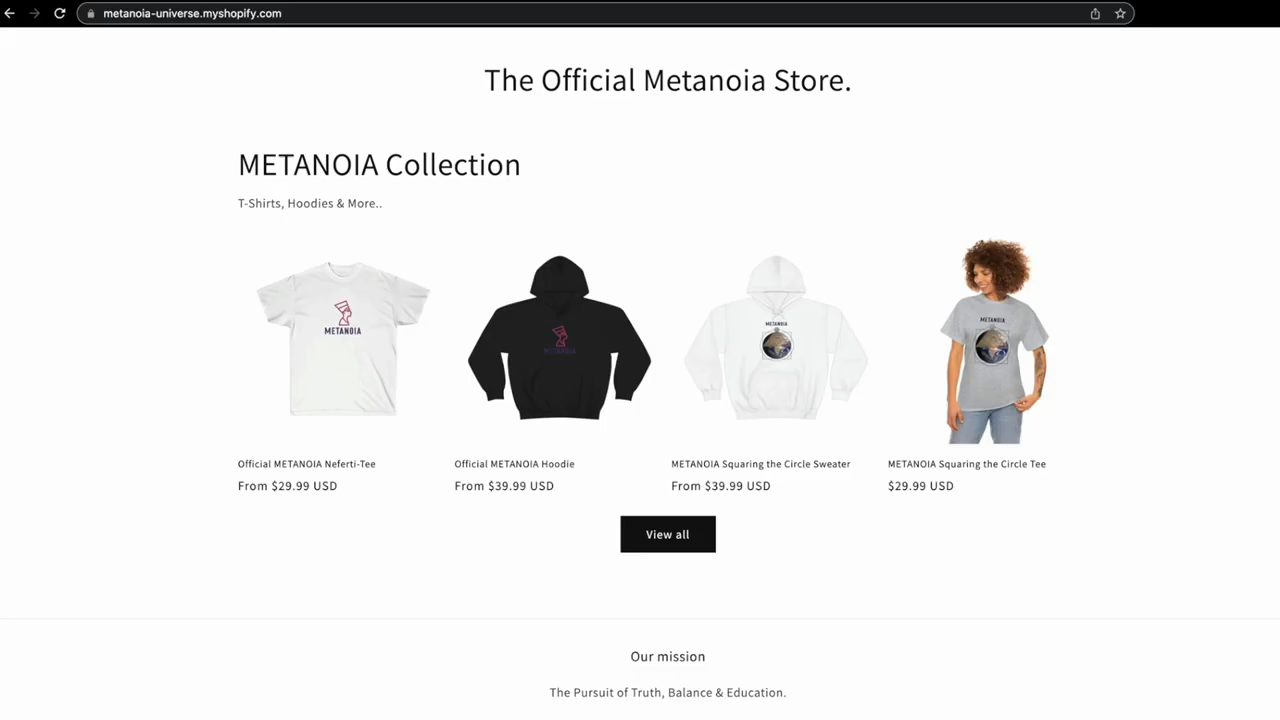 metanoia-universe.myshopify.com
The Official Metanoia Store.
METANOIA Collection
T-Shirts, Hoodies & More..
METANOIA
METANOIA
METANOIA
METANOIA
Official METANOIA Neferti-Tee
From $29.99 USD
Official METANOIA Hoodie
From $39.99 USD
METANOIA Squaring the Circle Sweater
From $39.99 USD
METANOIA Squaring the Circle Tee
$29.99 USD
View all
Our mission
The Pursuit of Truth, Balance & Education.